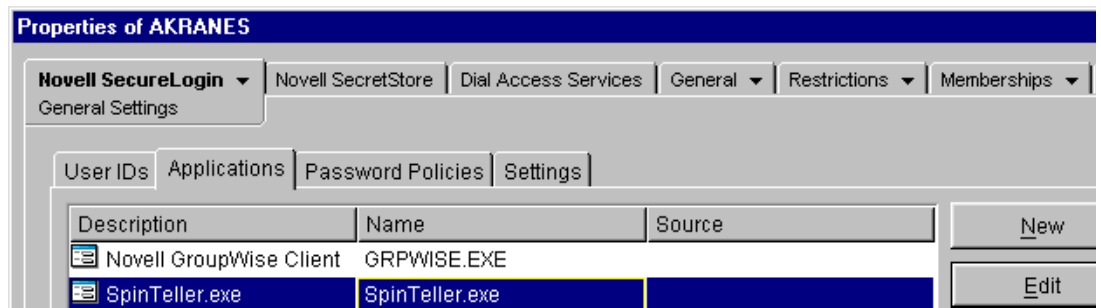 Properties of AKRANES
Novell SecureLogin Novell SecretStore Dial Access Services General Restrictions Memberships
General Settings
User IDs Applications Password Policies Settings
Description Name Source New
Novell GroupWise Client GRPWISE.EXE
SpinTeller.exe SpinTeller.exe Edit